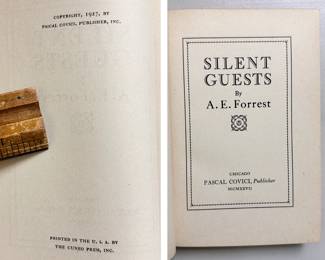 COPYRIGHT, 1927, BY
PASCAL COVICI, PUBLISHER, INC.
PRINTED IN THE U. S. A. BY
THE CUNEO PRESS, INC.
SILENT
GUESTS
By
A. E. Forrest
CHICAGO
PASCAL COVICI, Publisher
MCMXXVII